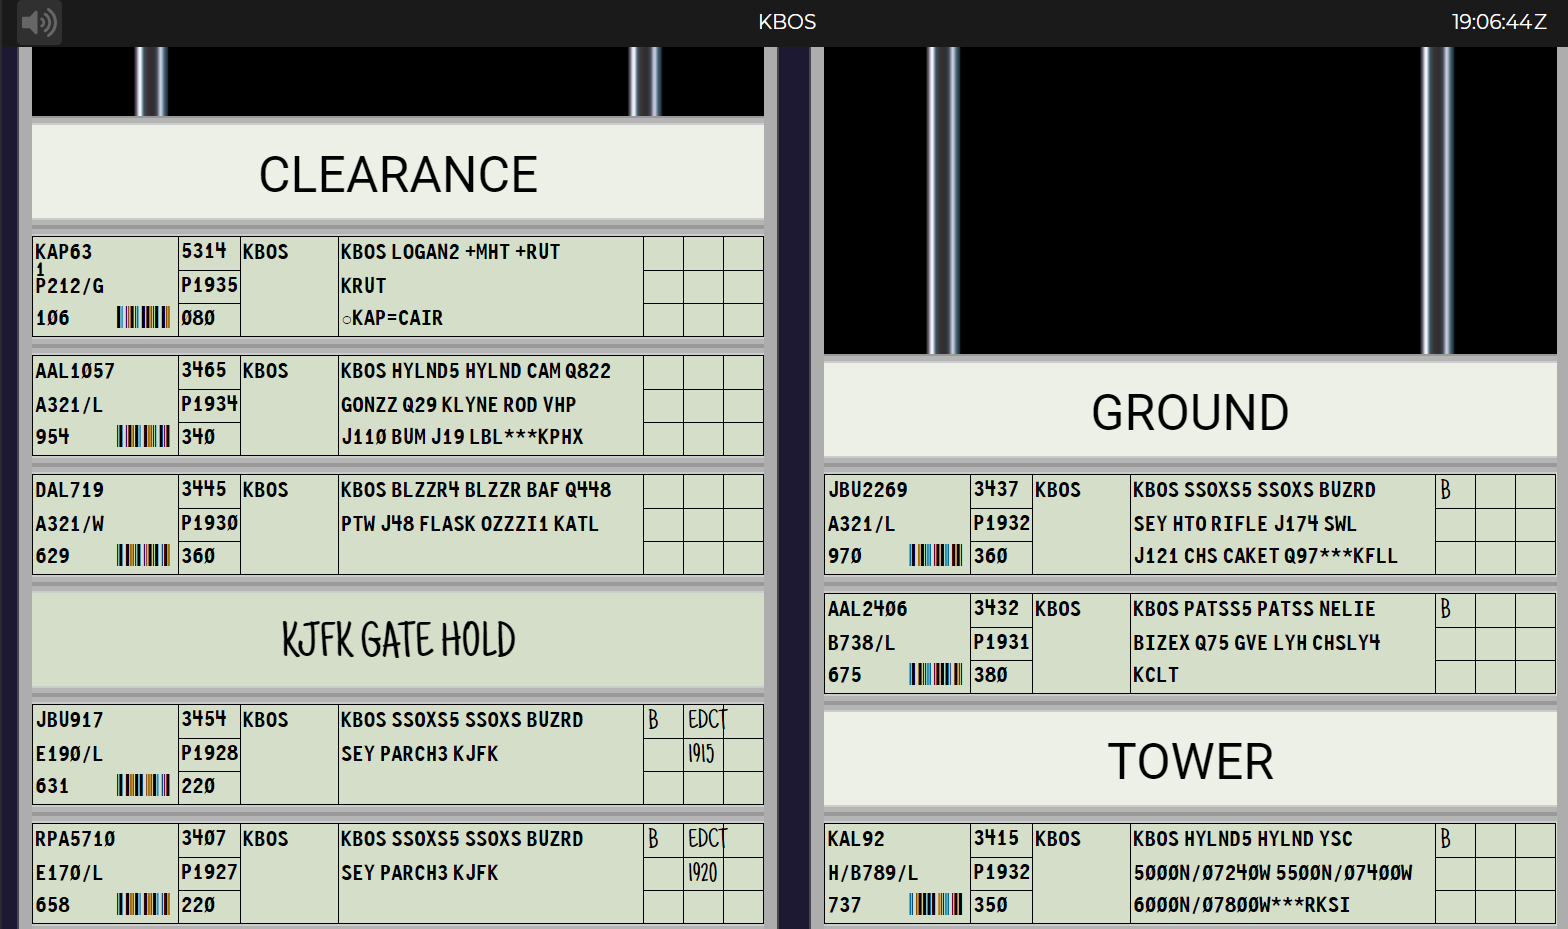 KBOS
19:06:44Z
CLEARANCE
KAP63
1
P212/G
106
5314
P1935
080
KBOS
KBOS LOGAN2 +MHT +RUT
KRUT
○KAP=CAIR
AAL1057
A321/L
954
3465
P1934
340
KBOS
KBOS HYLND5 HYLND CAM Q822
GONZZ Q29 KLYNE ROD VHP
J110 BUM J19 LBL***KPHX
DAL719
A321/W
629
3445
P1930
360
KBOS
KBOS BLZZR4 BLZZR BAF Q448
PTW J48 FLASK OZZZI1 KATL
KJFK GATE HOLD
JBU917
E190/L
631
3454
P1928
220
KBOS
KBOS SSOXS5 SSOXS BUZRD
SEY PARCH3 KJFK
B
EDCT
1915
RPA5710
E170/L
658
3407
P1927
220
KBOS
KBOS SSOXS5 SSOXS BUZRD
SEY PARCH3 KJFK
B
EDCT
1920
GROUND
JBU2269
A321/L
970
3437
P1932
360
KBOS
KBOS SSOXS5 SSOXS BUZRD
SEY HTO RIFLE J174 SWL
J121 CHS CAKET Q97***KFLL
B
AAL2406
B738/L
675
3432
P1931
380
KBOS
KBOS PATSS5 PATSS NELIE
BIZEX Q75 GVE LYH CHSLY4
KCLT
B
TOWER
KAL92
H/B789/L
737
3415
P1932
350
KBOS
KBOS HYLND5 HYLND YSC
5000N/07240W 5500N/07400W
6000N/07800W***RKSI
B